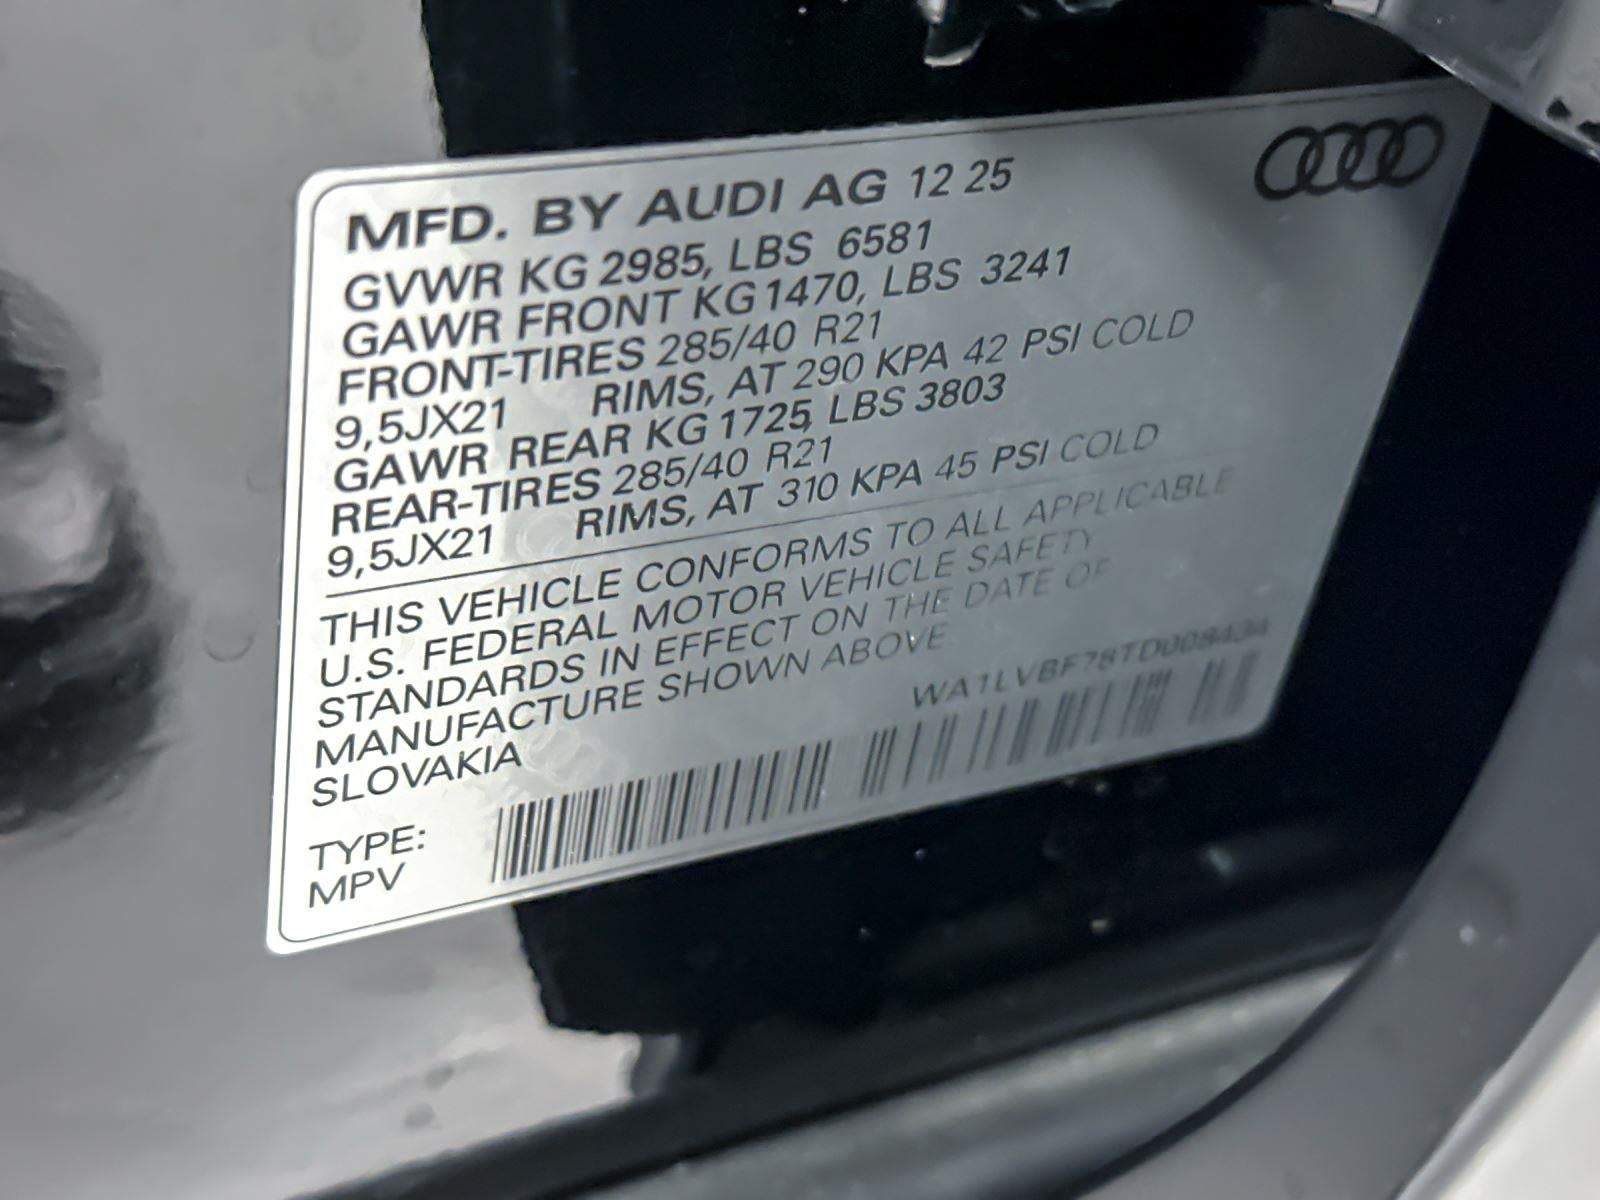 MFD. BY AUDI AG 12 25
GVWR KG 2985, LBS 6581
GAWR FRONT KG 1470, LBS 3241
FRONT-TIRES 285/40 R21
9,5JX21 RIMS, AT 290 KPA 42 PSI COLD
GAWR REAR KG 1725, LBS 3803
REAR-TIRES 285/40 R21
9,5JX21 RIMS, AT 310 KPA 45 PSI COLD
THIS VEHICLE CONFORMS TO ALL APPLICABLE
U.S. FEDERAL MOTOR VEHICLE SAFETY
STANDARDS IN EFFECT ON THE DATE OF
MANUFACTURE SHOWN ABOVE
SLOVAKIA
TYPE:
MPV